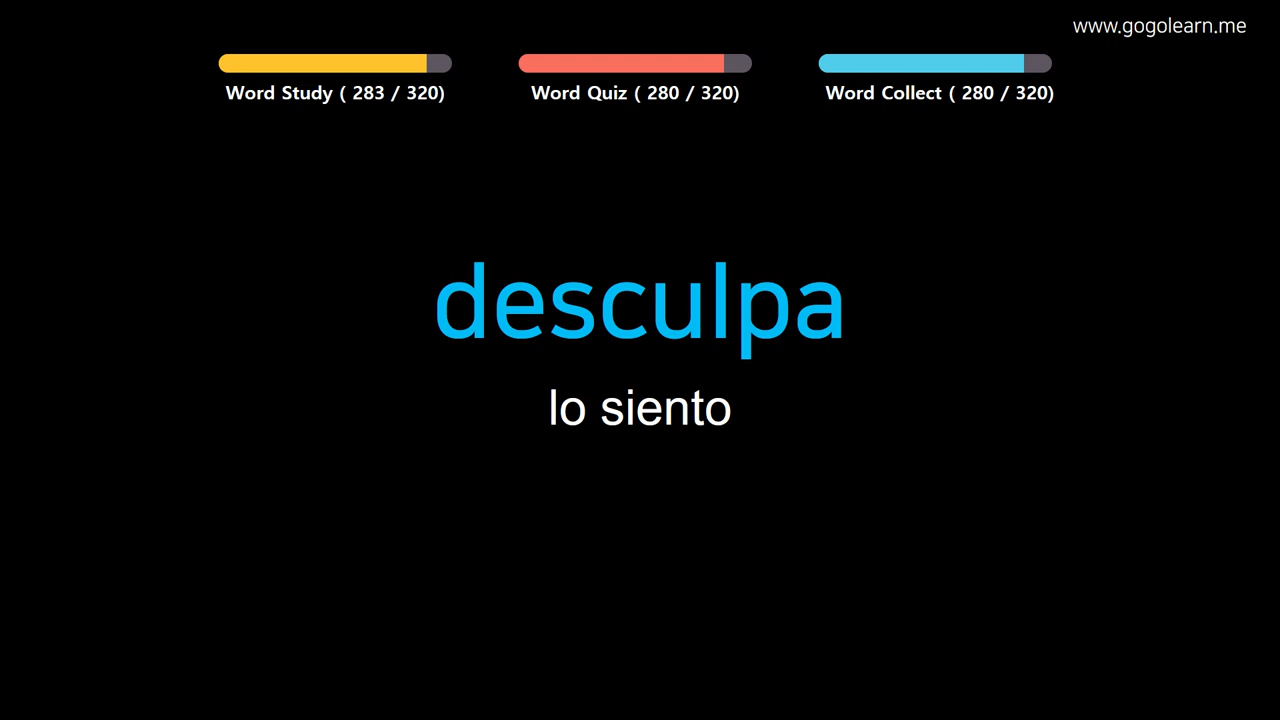 www.gogolearn.me
Word Study ( 283 / 320)
Word Quiz ( 280 / 320)
Word Collect ( 280 / 320)
desculpa
lo siento